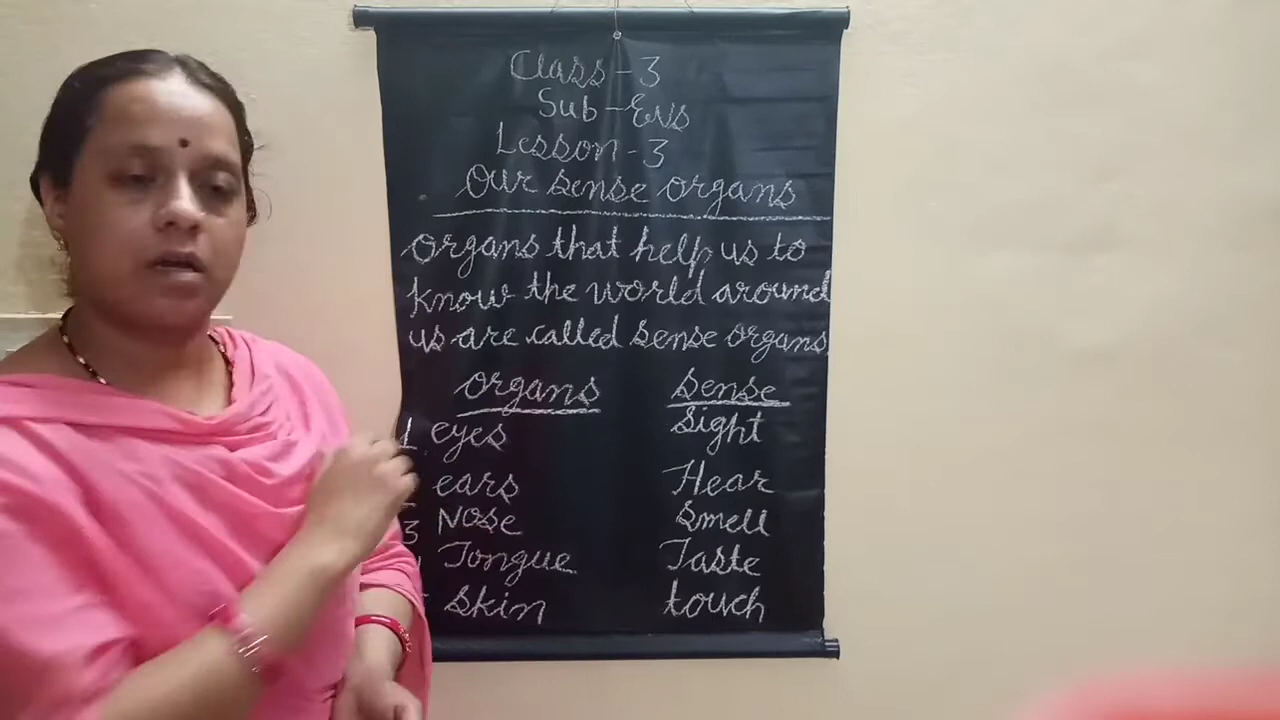 Class-3
Sub-EVS
Lesson-3
Our sense organs
organs that help us to
know the world around
us are called sense organs
organs sense
1 eyes Sight
ears Hear
3 Nose Smell
Tongue Taste
skin touch